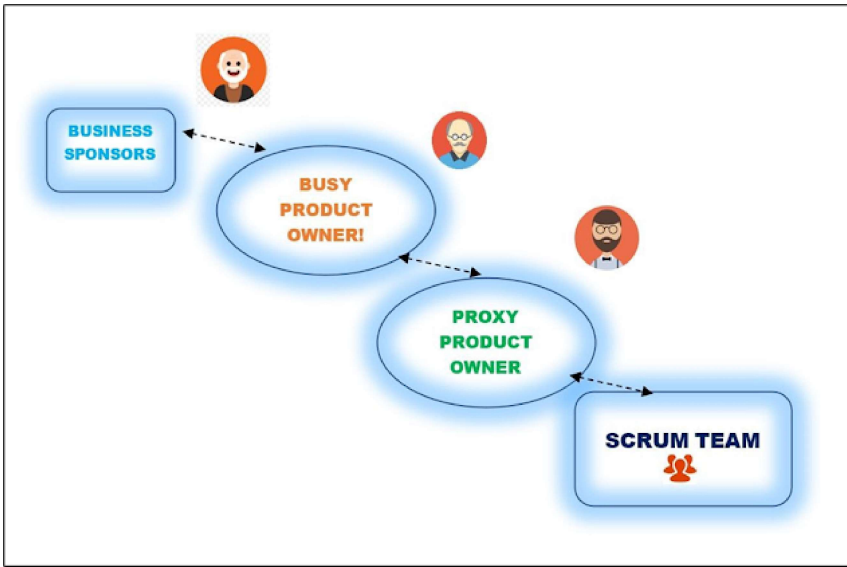 BUSINESS
SPONSORS
BUSY
PRODUCT
OWNER!
PROXY
PRODUCT
OWNER
SCRUM TEAM